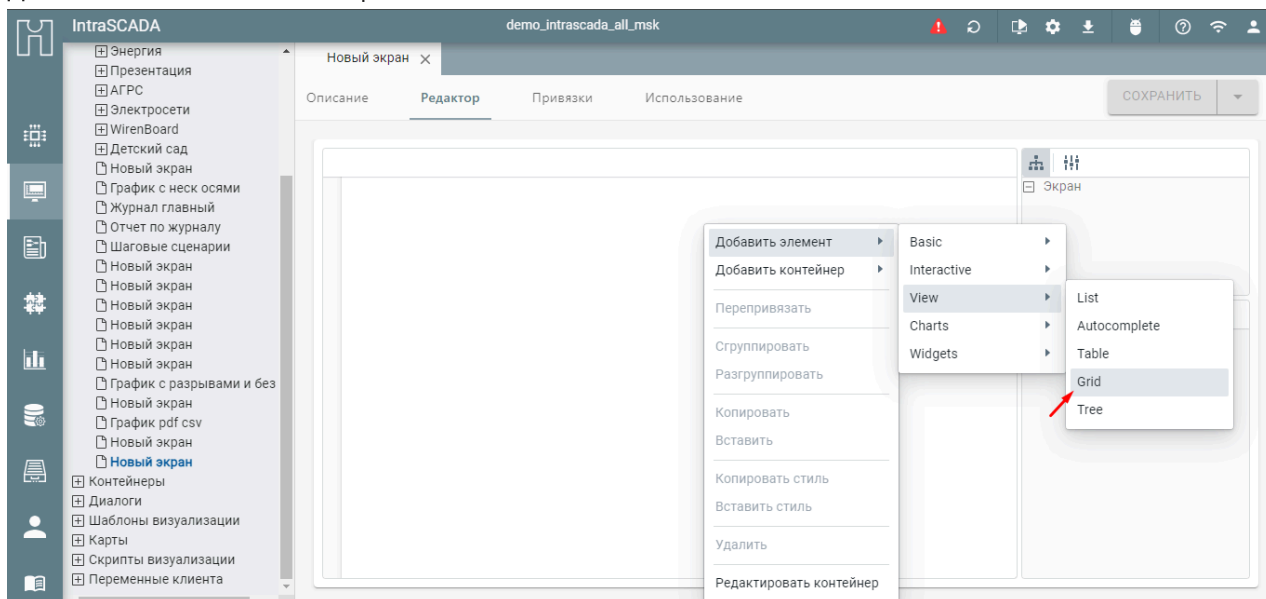 IntraSCADA
demo_intrascada_all_msk
Энергия
Презентация
АГРС
Электросети
WirenBoard
Детский сад
Новый экран
График с неск осями
Журнал главный
Отчет по журналу
Шаговые сценарии
Новый экран
Новый экран
Новый экран
Новый экран
Новый экран
Новый экран
График с разрывами и без
Новый экран
График pdf csv
Новый экран
Новый экран
Контейнеры
Диалоги
Шаблоны визуализации
Карты
Скрипты визуализации
Переменные клиента
Новый экран
Описание
Редактор
Привязки
Использование
СОХРАНИТЬ
Экран
Добавить элемент
Добавить контейнер
Перепривязать
Сгруппировать
Разгруппировать
Копировать
Вставить
Копировать стиль
Вставить стиль
Удалить
Редактировать контейнер
Basic
Interactive
View
Charts
Widgets
List
Autocomplete
Table
Grid
Tree